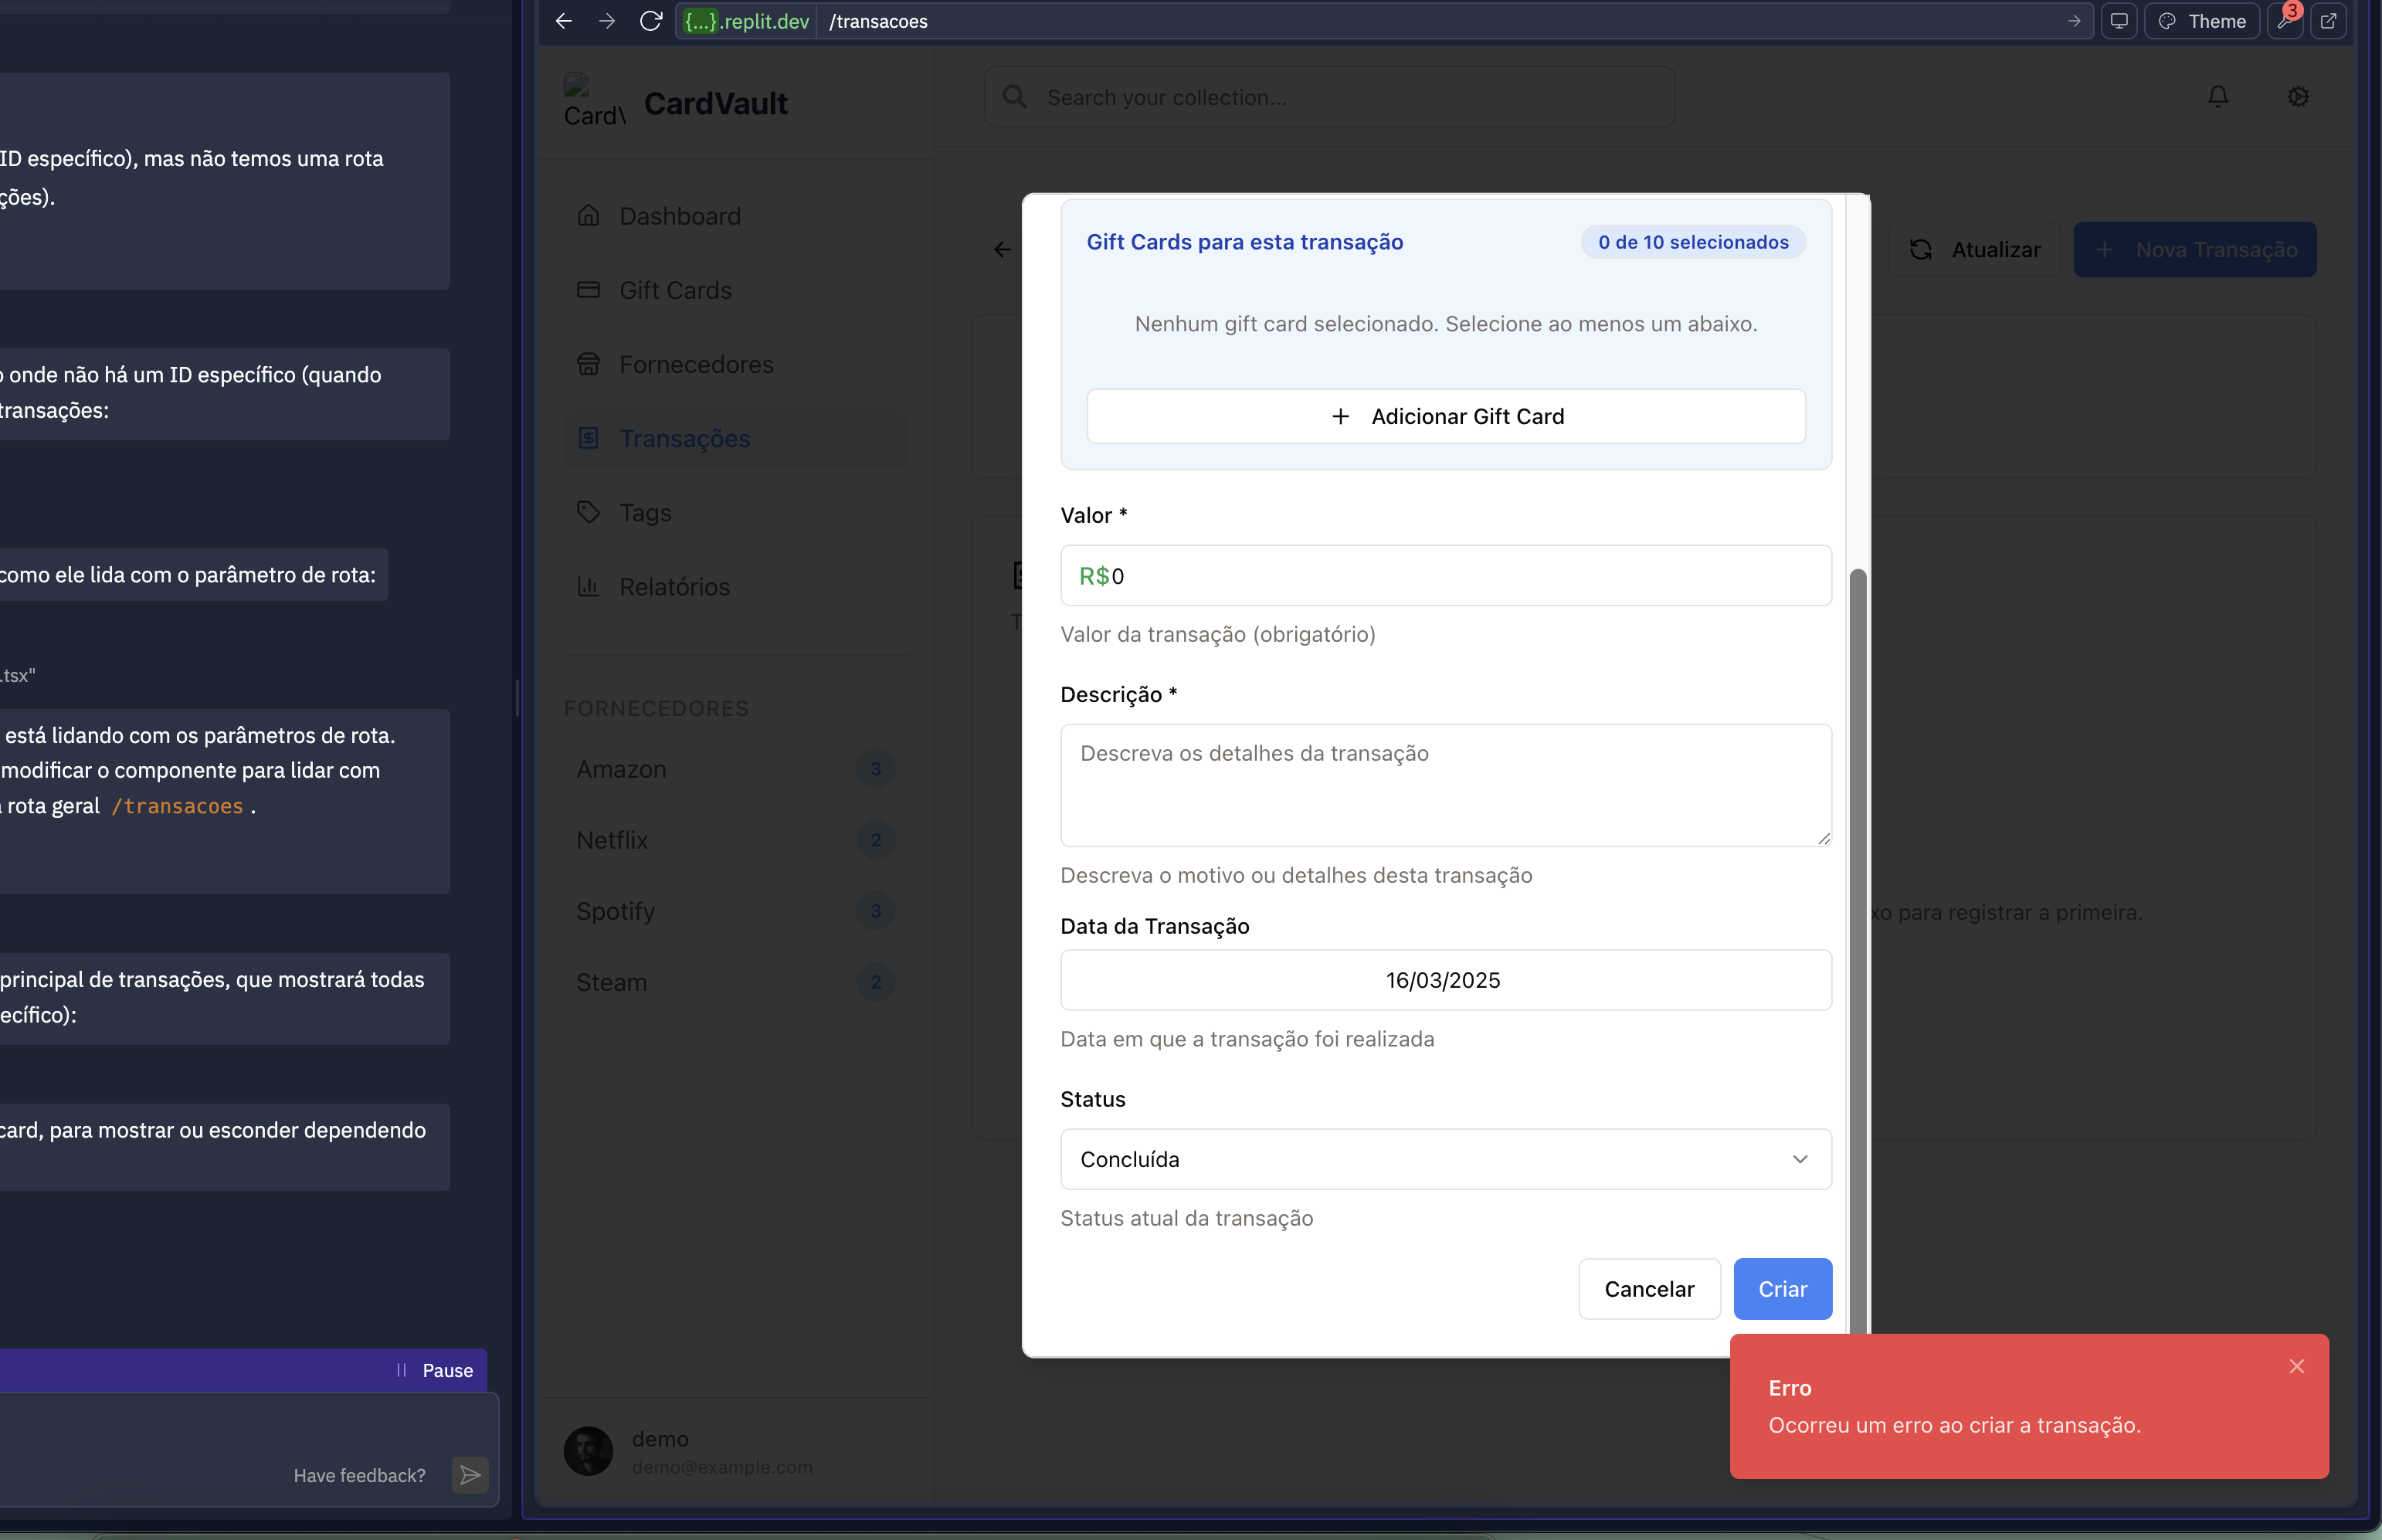 ID específico), mas não temos uma rota
ções).
onde não há um ID específico (quando
transações:
como ele lida com o parâmetro de rota:
.tsx"
está lidando com os parâmetros de rota.
modificar o componente para lidar com
rota geral /transacoes .
principal de transações, que mostrará todas
ecífico):
card, para mostrar ou esconder dependendo
Pause
Have feedback?
{...}.replit.dev /transacoes
Theme
3
Card\
CardVault
Search your collection...
Dashboard
Gift Cards
Fornecedores
Transações
Tags
Relatórios
FORNECEDORES
Amazon 3
Netflix 2
Spotify 3
Steam 2
demo
demo@example.com
Atualizar
Nova Transação
T
xo para registrar a primeira.
Gift Cards para esta transação
0 de 10 selecionados
Nenhum gift card selecionado. Selecione ao menos um abaixo.
+ Adicionar Gift Card
Valor *
R$0
Valor da transação (obrigatório)
Descrição *
Descreva os detalhes da transação
Descreva o motivo ou detalhes desta transação
Data da Transação
16/03/2025
Data em que a transação foi realizada
Status
Concluída
Status atual da transação
Cancelar
Criar
Erro
Ocorreu um erro ao criar a transação.